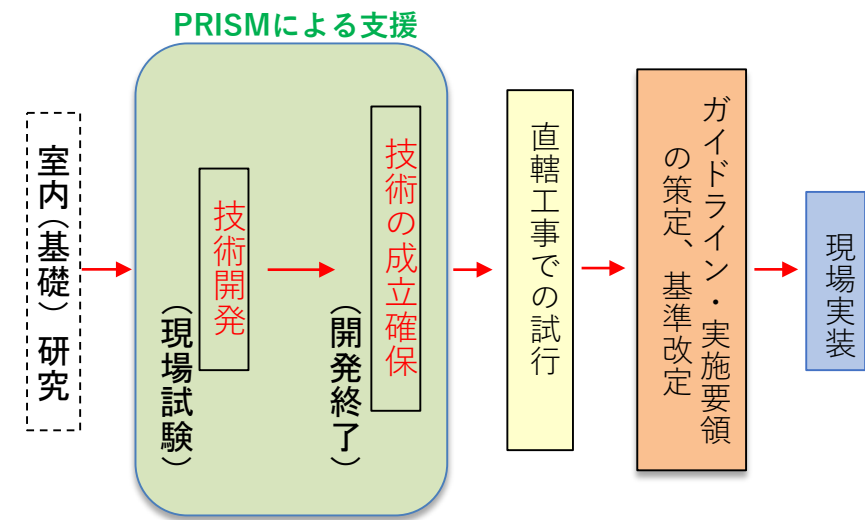 PRISMによる支援
室内(基礎)研究
技術開発
(現場試験)
技術の成立確保
(開発終了)
直轄工事での試行
ガイドライン・実施要領
の策定、基準改定
現場実装